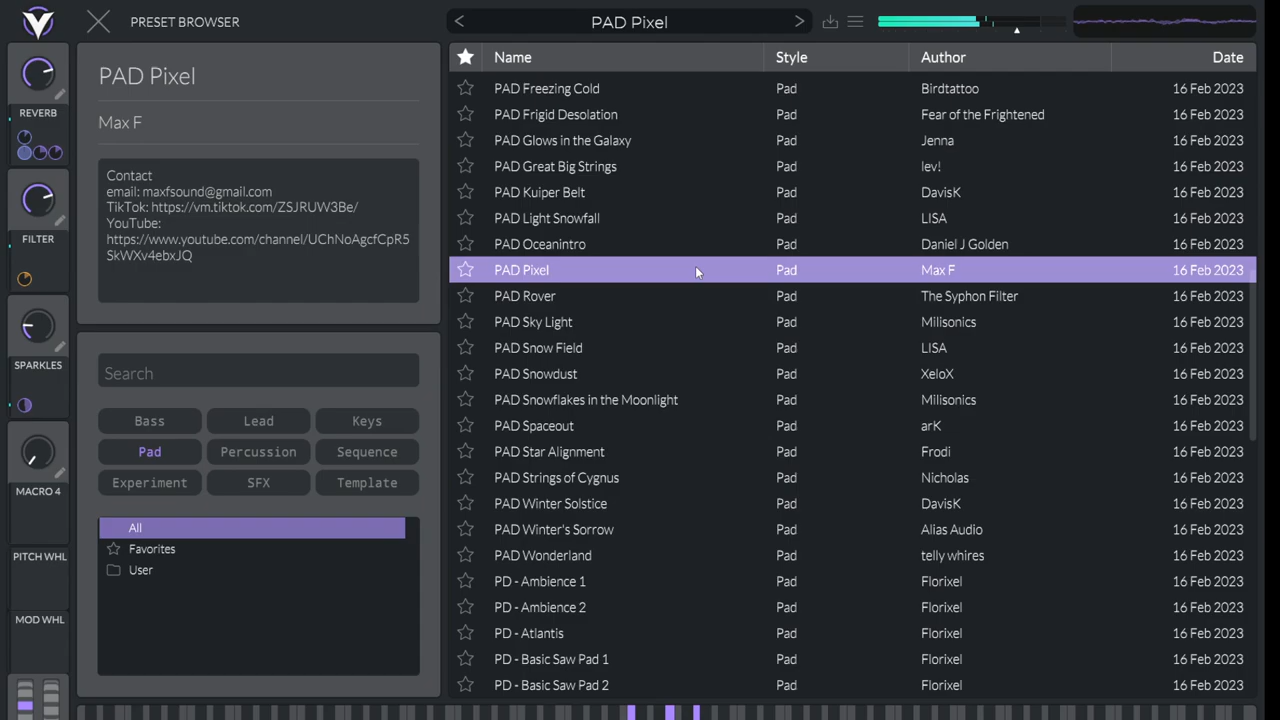 PRESET BROWSER
PAD Pixel
REVERB
FILTER
SPARKLES
MACRO 4
PITCH WHL
MOD WHL
PAD Pixel
Max F
Contact
email: maxfsound@gmail.com
TikTok: https://vm.tiktok.com/ZSJRUW3Be/
YouTube:
https://www.youtube.com/channel/UChNoAgcfCpR5
SkWXv4ebxJQ
Search
Bass Lead Keys
Pad Percussion Sequence
Experiment SFX Template
All
Favorites
User
Name Style Author Date
PAD Freezing Cold Pad Birdtattoo 16 Feb 2023
PAD Frigid Desolation Pad Fear of the Frightened 16 Feb 2023
PAD Glows in the Galaxy Pad Jenna 16 Feb 2023
PAD Great Big Strings Pad lev! 16 Feb 2023
PAD Kuiper Belt Pad DavisK 16 Feb 2023
PAD Light Snowfall Pad LISA 16 Feb 2023
PAD Oceanintro Pad Daniel J Golden 16 Feb 2023
PAD Pixel Pad Max F 16 Feb 2023
PAD Rover Pad The Syphon Filter 16 Feb 2023
PAD Sky Light Pad Milisonics 16 Feb 2023
PAD Snow Field Pad LISA 16 Feb 2023
PAD Snowdust Pad XeloX 16 Feb 2023
PAD Snowflakes in the Moonlight Pad Milisonics 16 Feb 2023
PAD Spaceout Pad arK 16 Feb 2023
PAD Star Alignment Pad Frodi 16 Feb 2023
PAD Strings of Cygnus Pad Nicholas 16 Feb 2023
PAD Winter Solstice Pad DavisK 16 Feb 2023
PAD Winter's Sorrow Pad Alias Audio 16 Feb 2023
PAD Wonderland Pad telly whires 16 Feb 2023
PD - Ambience 1 Pad Florixel 16 Feb 2023
PD - Ambience 2 Pad Florixel 16 Feb 2023
PD - Atlantis Pad Florixel 16 Feb 2023
PD - Basic Saw Pad 1 Pad Florixel 16 Feb 2023
PD - Basic Saw Pad 2 Pad Florixel 16 Feb 2023